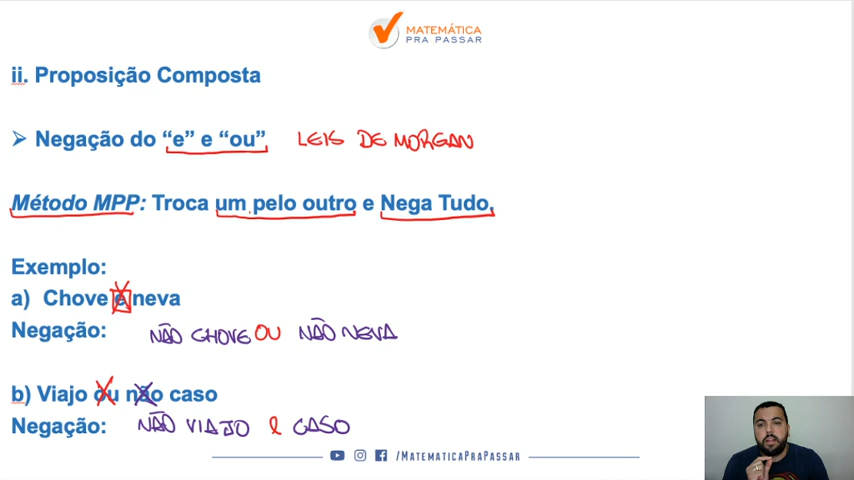 MATEMÁTICA
PRA PASSAR
ii. Proposição Composta
➢ Negação do “e” e “ou” LEIS DE MORGAN
Método MPP: Troca um pelo outro e Nega Tudo.
Exemplo:
a) Chove e neva
Negação: NÃO CHOVE OU NÃO NEVA
b) Viajo ou não caso
Negação: NÃO VIAJO e CASO
/MatematicaPraPassar